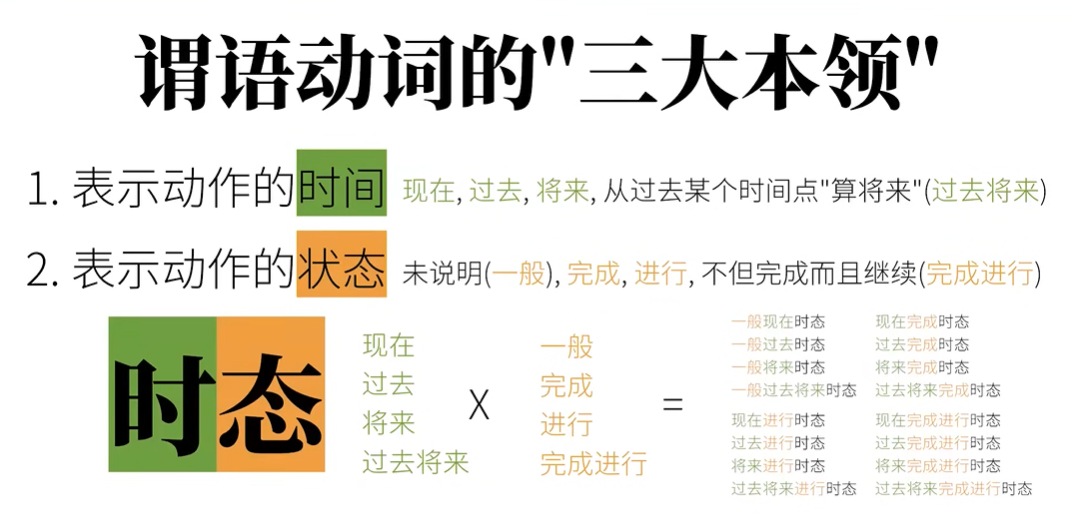 谓语动词的"三大本领"
1. 表示动作的时间 现在, 过去, 将来, 从过去某个时间点"算将来"(过去将来)
2. 表示动作的状态 未说明(一般), 完成, 进行, 不但完成而且继续(完成进行)
时态
现在
过去
将来
过去将来
X
一般
完成
进行
完成进行
=
一般现在时态
一般过去时态
一般将来时态
一般过去将来时态
现在完成时态
过去完成时态
将来完成时态
过去将来完成时态
现在进行时态
过去进行时态
将来进行时态
过去将来进行时态
现在完成进行时态
过去完成进行时态
将来完成进行时态
过去将来完成进行时态